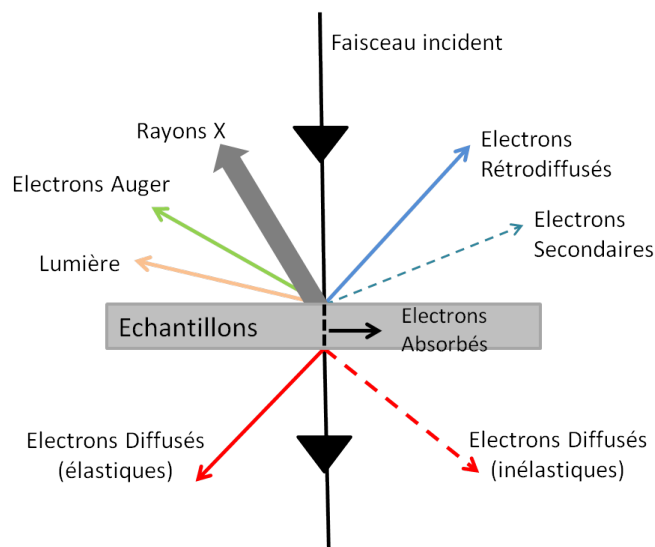 Faisceau incident
Rayons X
Electrons
Rétrodiffusés
Electrons Auger
Electrons
Secondaires
Lumière
Echantillons
Electrons
Absorbés
Electrons Diffusés
(élastiques)
Electrons Diffusés
(inélastiques)